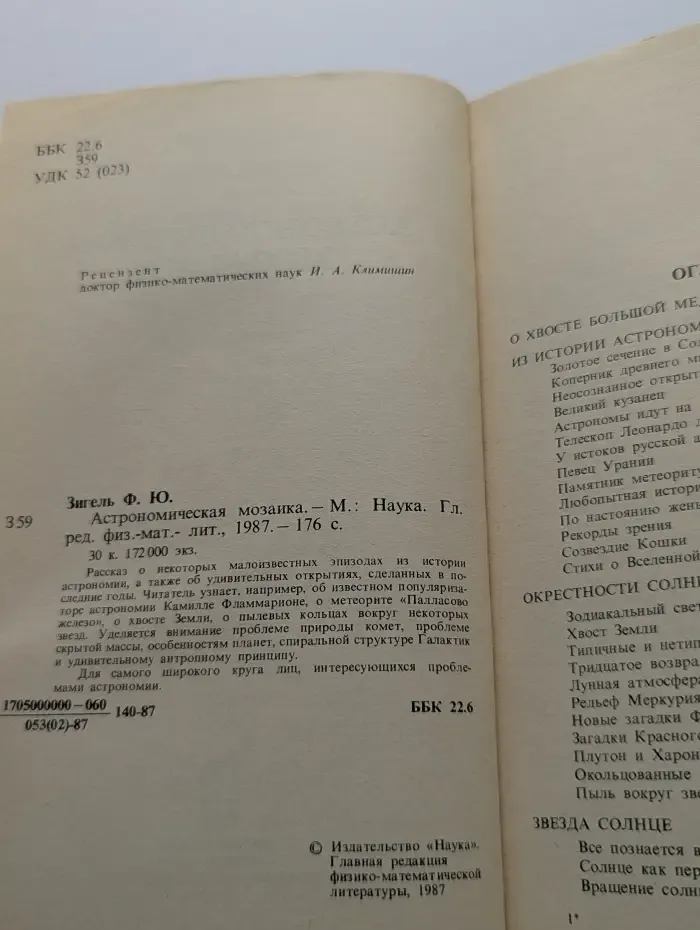 ББК 22.6
З59
УДК 52 (023)
Рецензент
доктор физико-математических наук И. А. Климишин
Зигель Ф. Ю.
З 59
Астрономическая мозаика. — М.: Наука. Гл.
ред. физ.-мат.- лит., 1987. — 176 с.
30 к. 172 000 экз.
Рассказ о некоторых малоизвестных эпизодах из истории
астрономии, а также об удивительных открытиях, сделанных в по-
следние годы. Читатель узнает, например, об известном популяриза-
торе астрономии Камилле Фламмарионе, о метеорите «Палласово
железо», о хвосте Земли, о пылевых кольцах вокруг некоторых
звезд. Уделяется внимание проблеме природы комет, проблеме
скрытой массы, особенностям планет, спиральной структуре Галактик
и удивительному антропному принципу.
Для самого широкого круга лиц, интересующихся пробле-
мами астрономии.
1705000000—060
053(02)-87
140-87
ББК 22.6
© Издательство «Наука».
Главная редакция
физико-математической
литературы, 1987
О ХВОСТЕ БОЛЬШОЙ
ИЗ ИСТОРИИ
Золотое сечение в
Коперник древнего
Неосознанное
Великий кузанец
Астрономы идут на
Телескоп Леонардо
У истоков русской
Певец Урании
Памятник метеориту
Любопытная
По настоянию
Рекорды зрения
Созвездие Кошки
Стихи о Вселенной
ОКРЕСТНОСТИ
Зодиакальный
Хвост Земли
Типичные и
Тридцатое
Лунная
Рельеф Меркурия
Новые загадки
Загадки
Плутон и Харон
Окольцованные
Пыль вокруг
ЗВЕЗДА СОЛНЦЕ
Все познается в
Солнце как
Вращение
1*